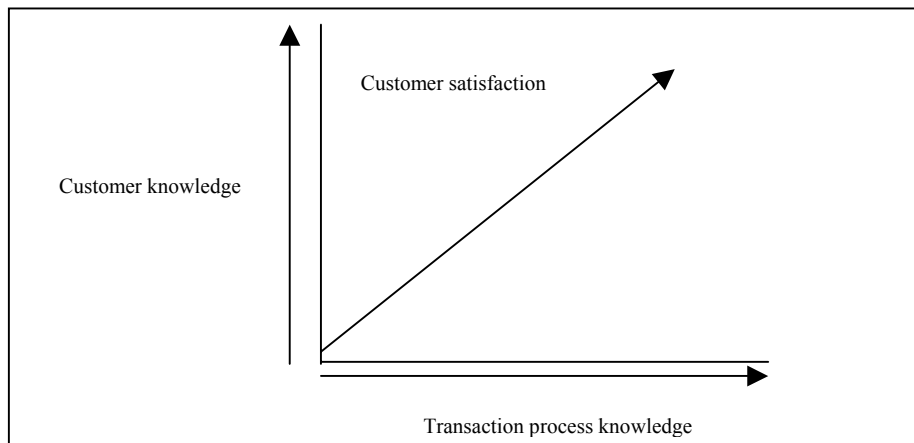 Customer satisfaction
Customer knowledge
Transaction process knowledge